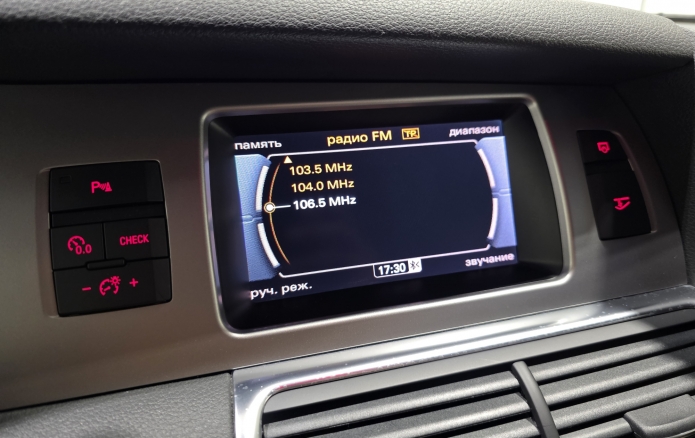 память
радио FM TP
диапазон
103.5 MHz
104.0 MHz
106.5 MHz
17:30
руч. реж.
звучание
P
0.0
CHECK
- +